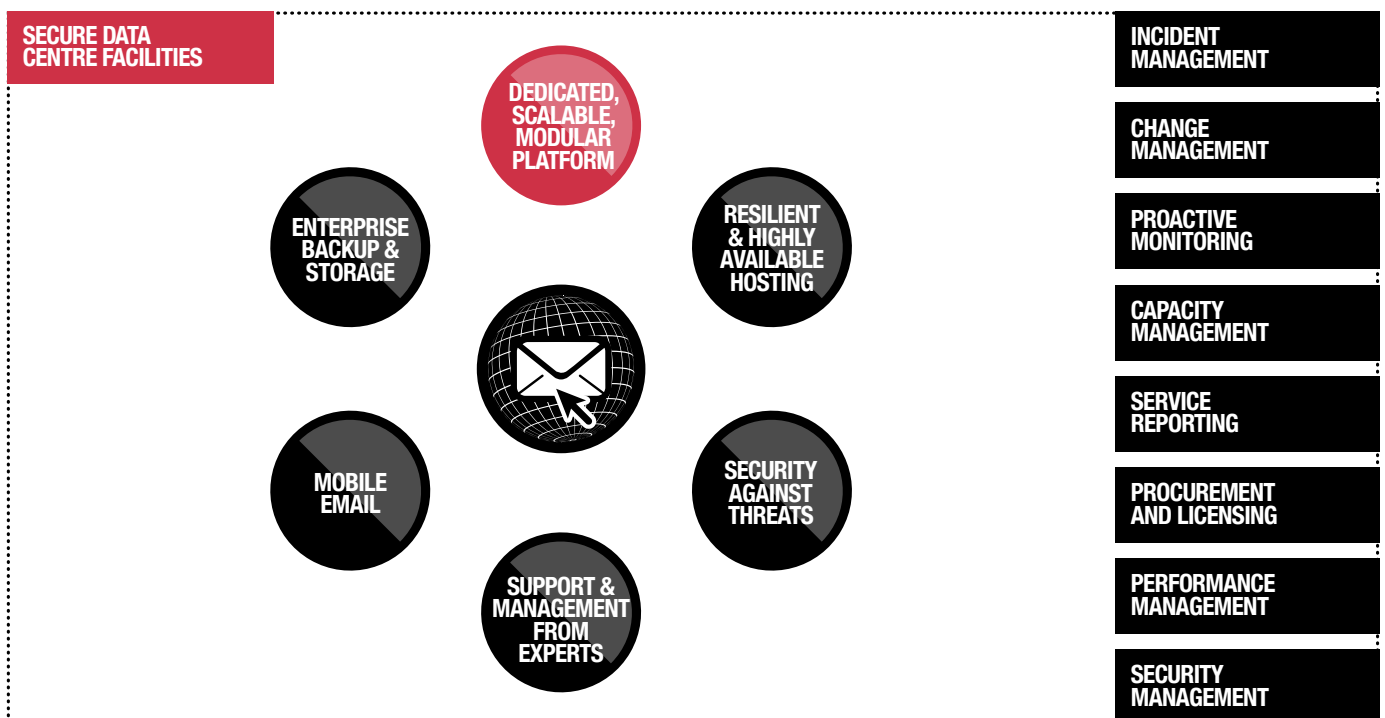 SECURE DATA
CENTRE FACILITIES
DEDICATED,
SCALABLE,
MODULAR
PLATFORM
ENTERPRISE
BACKUP &
STORAGE
RESILIENT
& HIGHLY
AVAILABLE
HOSTING
MOBILE
EMAIL
SECURITY
AGAINST
THREATS
SUPPORT &
MANAGEMENT
FROM
EXPERTS
INCIDENT
MANAGEMENT
CHANGE
MANAGEMENT
PROACTIVE
MONITORING
CAPACITY
MANAGEMENT
SERVICE
REPORTING
PROCUREMENT
AND LICENSING
PERFORMANCE
MANAGEMENT
SECURITY
MANAGEMENT